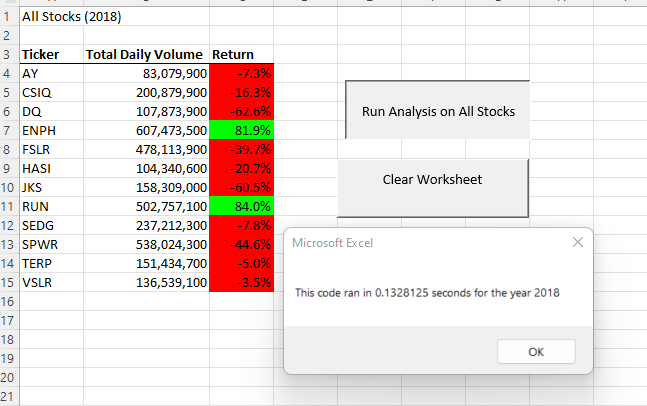 1 All Stocks (2018)
2
3 Ticker Total Daily Volume Return
4 AY 83,079,900 -7.3%
5 CSIQ 200,879,900 -16.3%
6 DQ 107,873,900 -62.6%
7 ENPH 607,473,500 81.9%
8 FSLR 478,113,900 -39.7%
9 HASI 104,340,600 -20.7%
10 JKS 158,309,000 -60.5%
11 RUN 502,757,100 84.0%
12 SEDG 237,212,300 -7.8%
13 SPWR 538,024,300 -44.6%
14 TERP 151,434,700 -5.0%
15 VSLR 136,539,100 -3.5%
16
17
18
19
20
21
Run Analysis on All Stocks
Clear Worksheet
Microsoft Excel
This code ran in 0.1328125 seconds for the year 2018
OK